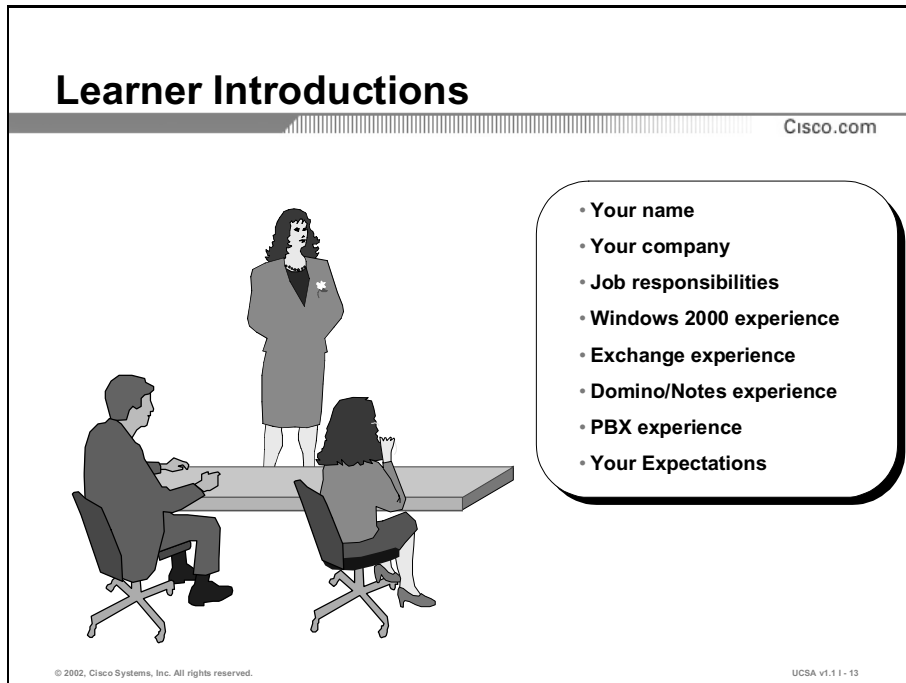 Learner Introductions
Cisco.com
• Your name
• Your company
• Job responsibilities
• Windows 2000 experience
• Exchange experience
• Domino/Notes experience
• PBX experience
• Your Expectations
© 2002, Cisco Systems, Inc. All rights reserved.
UCSA v1.1 I - 13